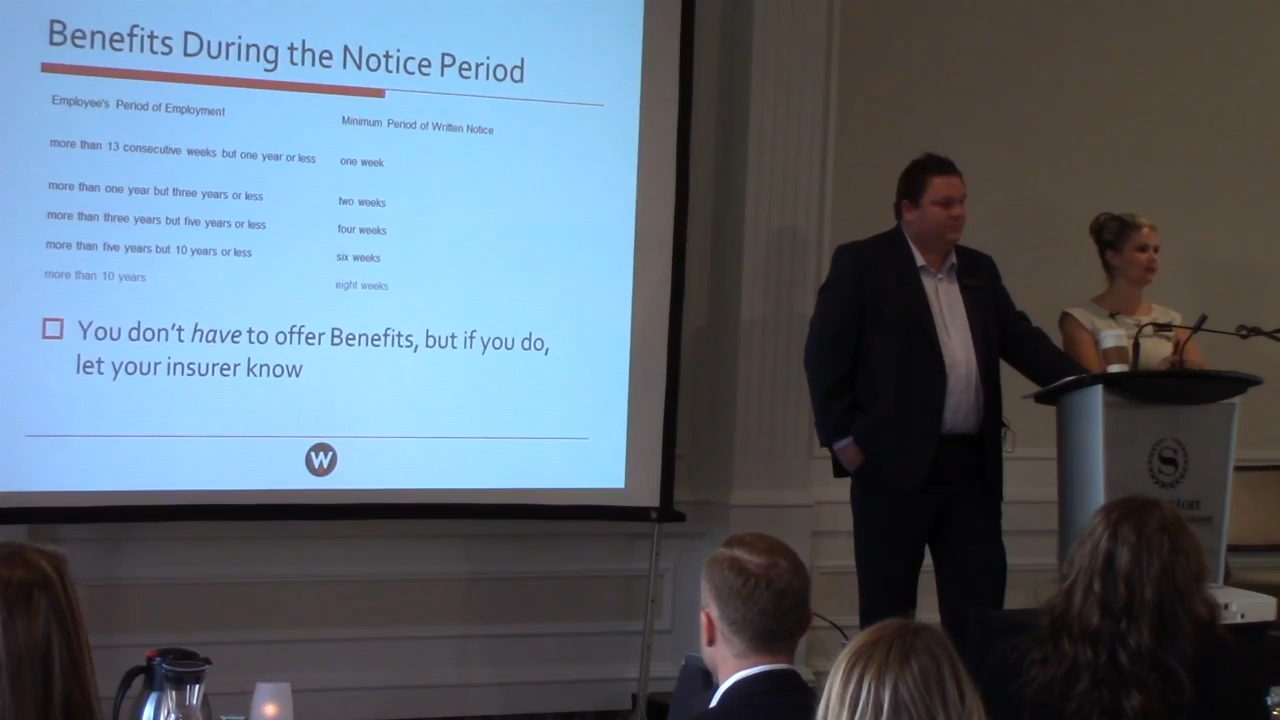 Benefits During the Notice Period
Employee's Period of Employment
Minimum Period of Written Notice
more than 13 consecutive weeks but one year or less
one week
more than one year but three years or less
two weeks
more than three years but five years or less
four weeks
more than five years but 10 years or less
six weeks
more than 10 years
eight weeks
You don't have to offer Benefits, but if you do,
let your insurer know
W
S